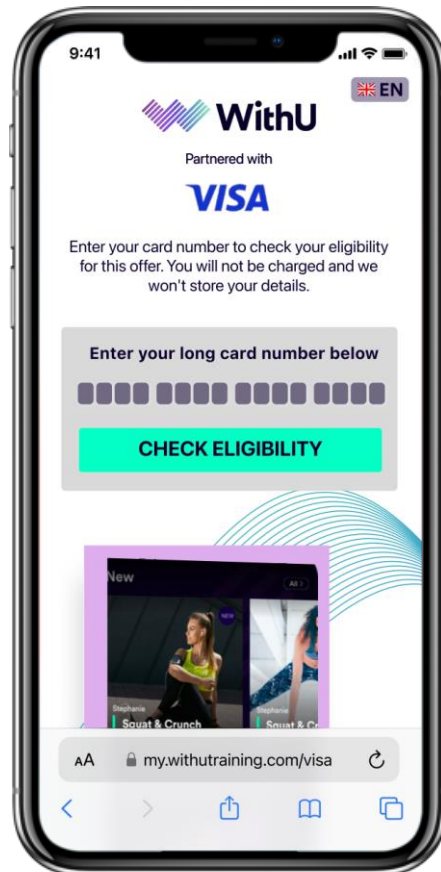 9:41
EN
WithU
Partnered with
VISA
Enter your card number to check your eligibility
for this offer. You will not be charged and we
won't store your details.
Enter your long card number below
CHECK ELIGIBILITY
New
All >
NEW
Stephanie
Squat & Crunch
Stephanie
Squat & Cr
AA
my.withutraining.com/visa